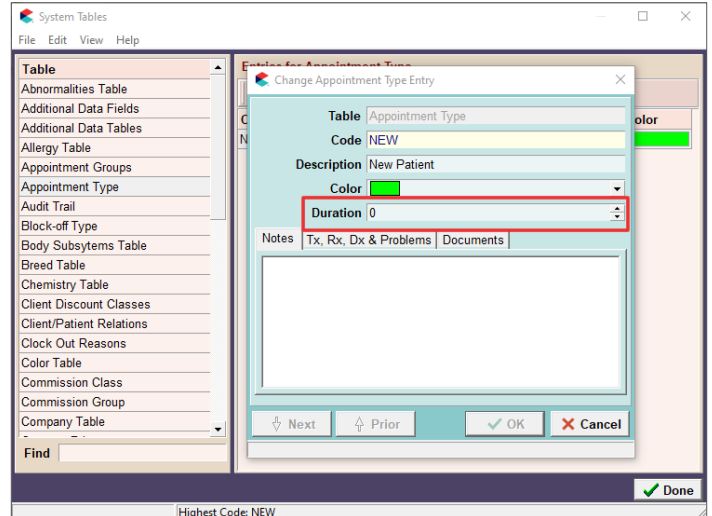 System Tables
File Edit View Help
Table
Abnormalities Table
Additional Data Fields
Additional Data Tables
Allergy Table
Appointment Groups
Appointment Type
Audit Trail
Block-off Type
Body Subsytems Table
Breed Table
Chemistry Table
Client Discount Classes
Client/Patient Relations
Clock Out Reasons
Color Table
Commission Class
Commission Group
Company Table
Find
Entries for Appointment Type
olor
Change Appointment Type Entry
Table Appointment Type
Code NEW
Description New Patient
Color
Duration 0
Notes Tx, Rx, Dx & Problems Documents
Next Prior OK Cancel
Done
Highest Code: NEW